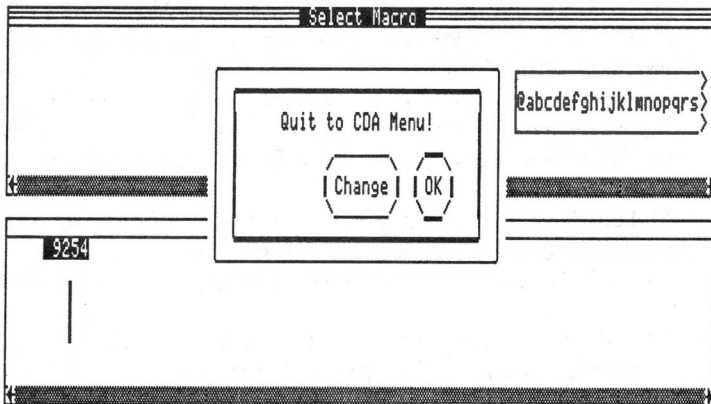 Select Macro
Quit to CDA Menu!
@abcdefghijklmnopqrs
Change OK
9254